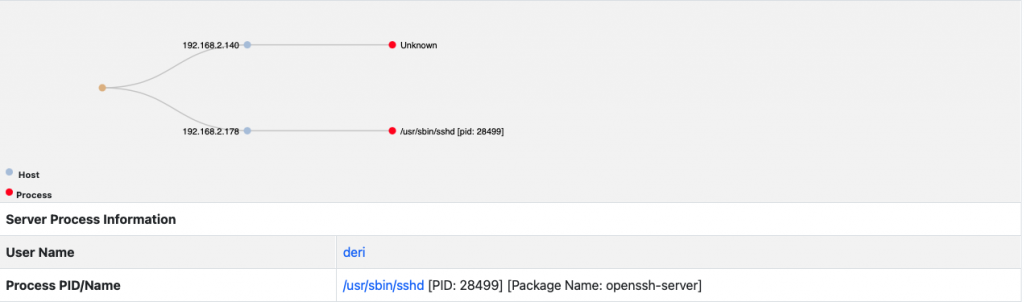 192.168.2.140 Unknown
192.168.2.178 /usr/sbin/sshd [pid: 28499]
Host
Process
Server Process Information
User Name deri
Process PID/Name /usr/sbin/sshd [PID: 28499] [Package Name: openssh-server]